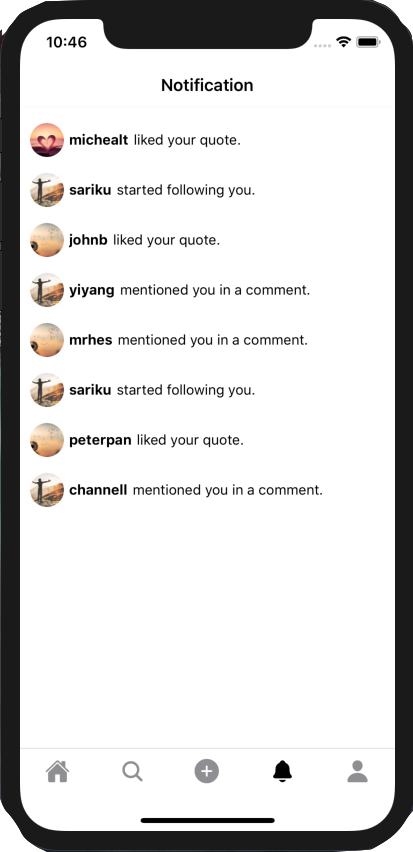 10:46
Notification
michealt liked your quote.
sariku started following you.
johnb liked your quote.
yiyang mentioned you in a comment.
mrhes mentioned you in a comment.
sariku started following you.
peterpan liked your quote.
channell mentioned you in a comment.